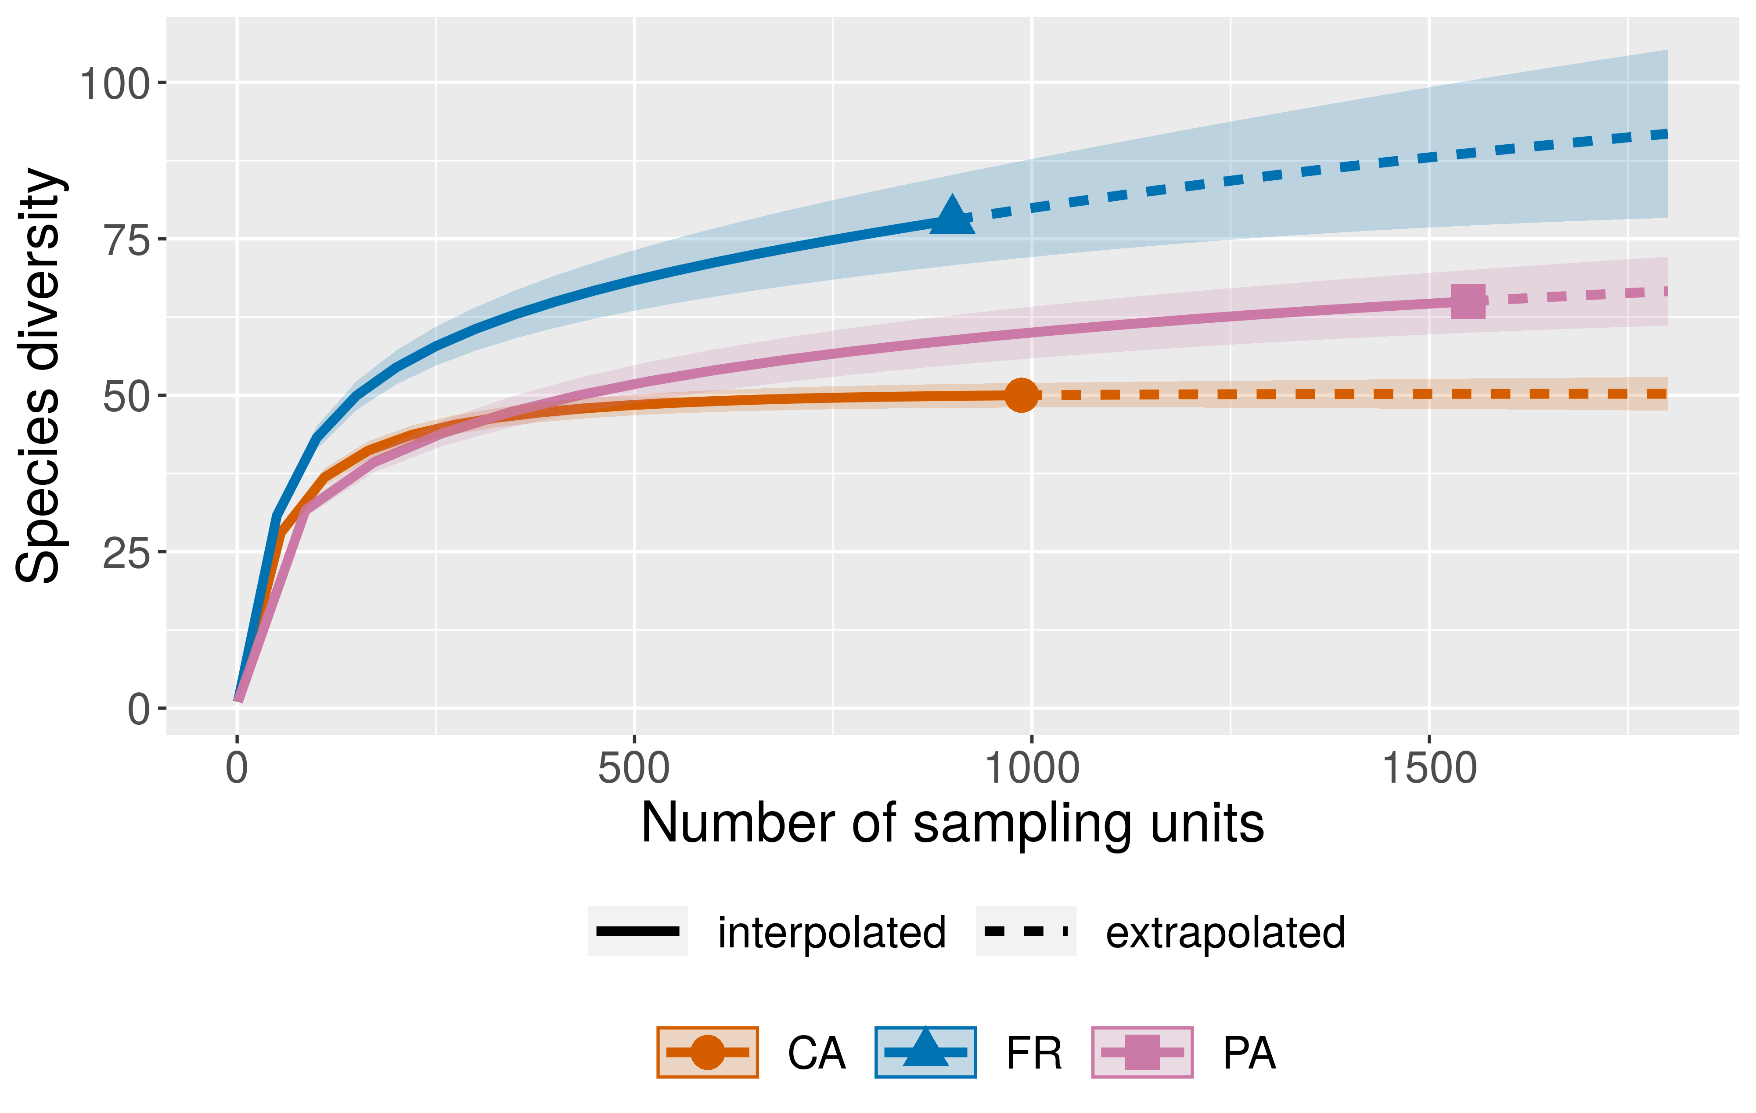 Species diversity
100
75
50
25
0
0 500 1000 1500
Number of sampling units
interpolated extrapolated
CA FR PA